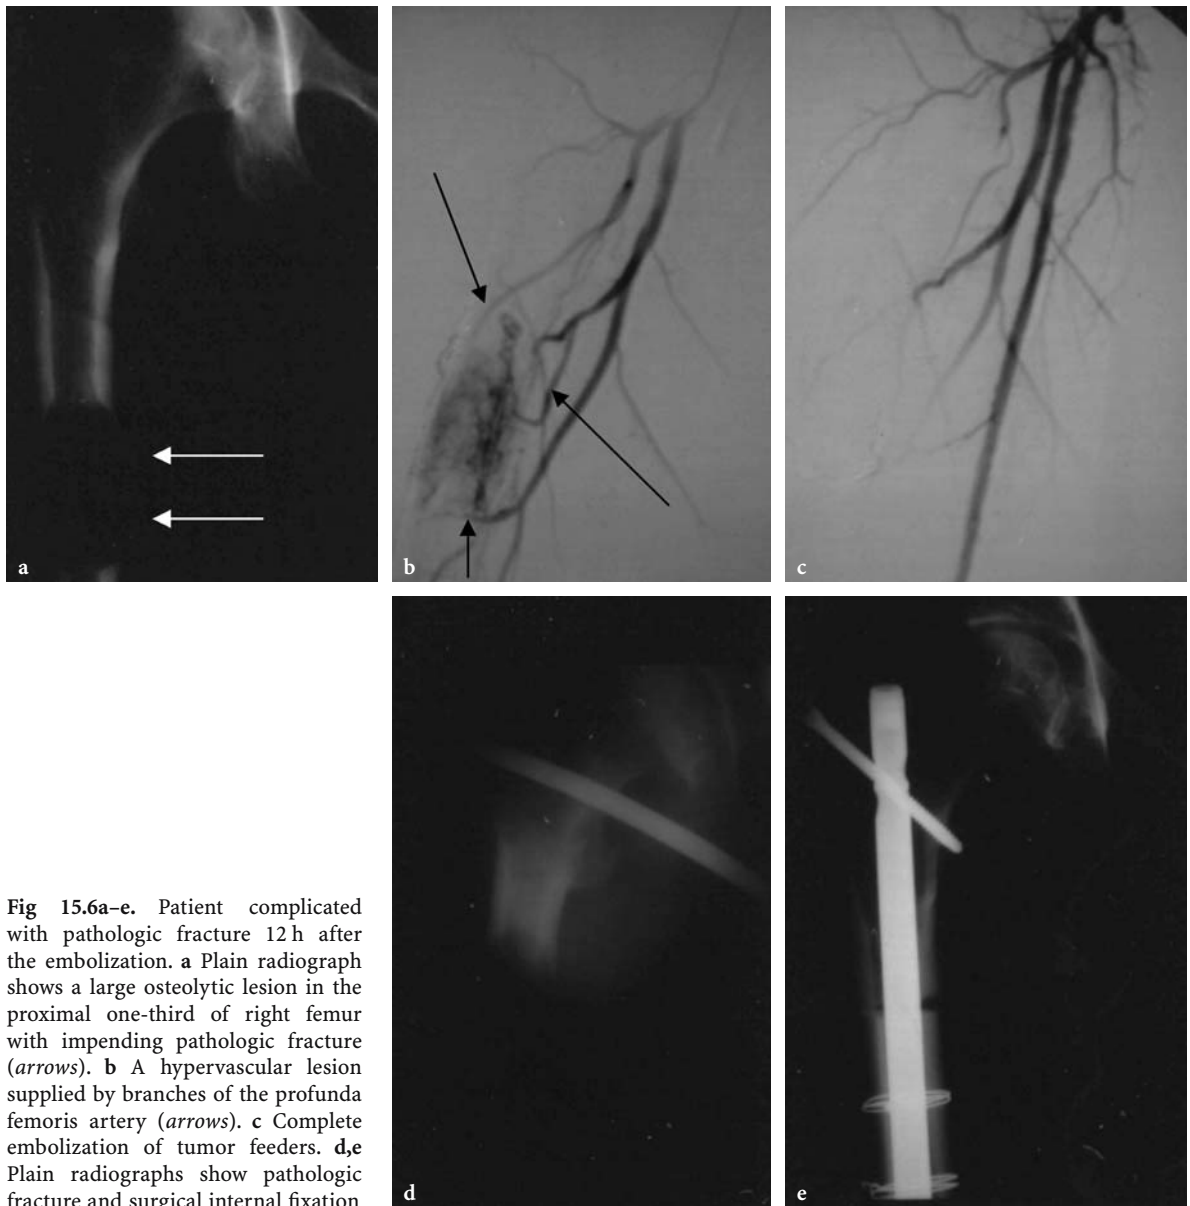 a
b
c
d
e
Fig 15.6a–e. Patient complicated
with pathologic fracture 12 h after
the embolization. a Plain radiograph
shows a large osteolytic lesion in the
proximal one-third of right femur
with impending pathologic fracture
(arrows). b A hypervascular lesion
supplied by branches of the profunda
femoris artery (arrows). c Complete
embolization of tumor feeders. d,e
Plain radiographs show pathologic
fracture and surgical internal fixation